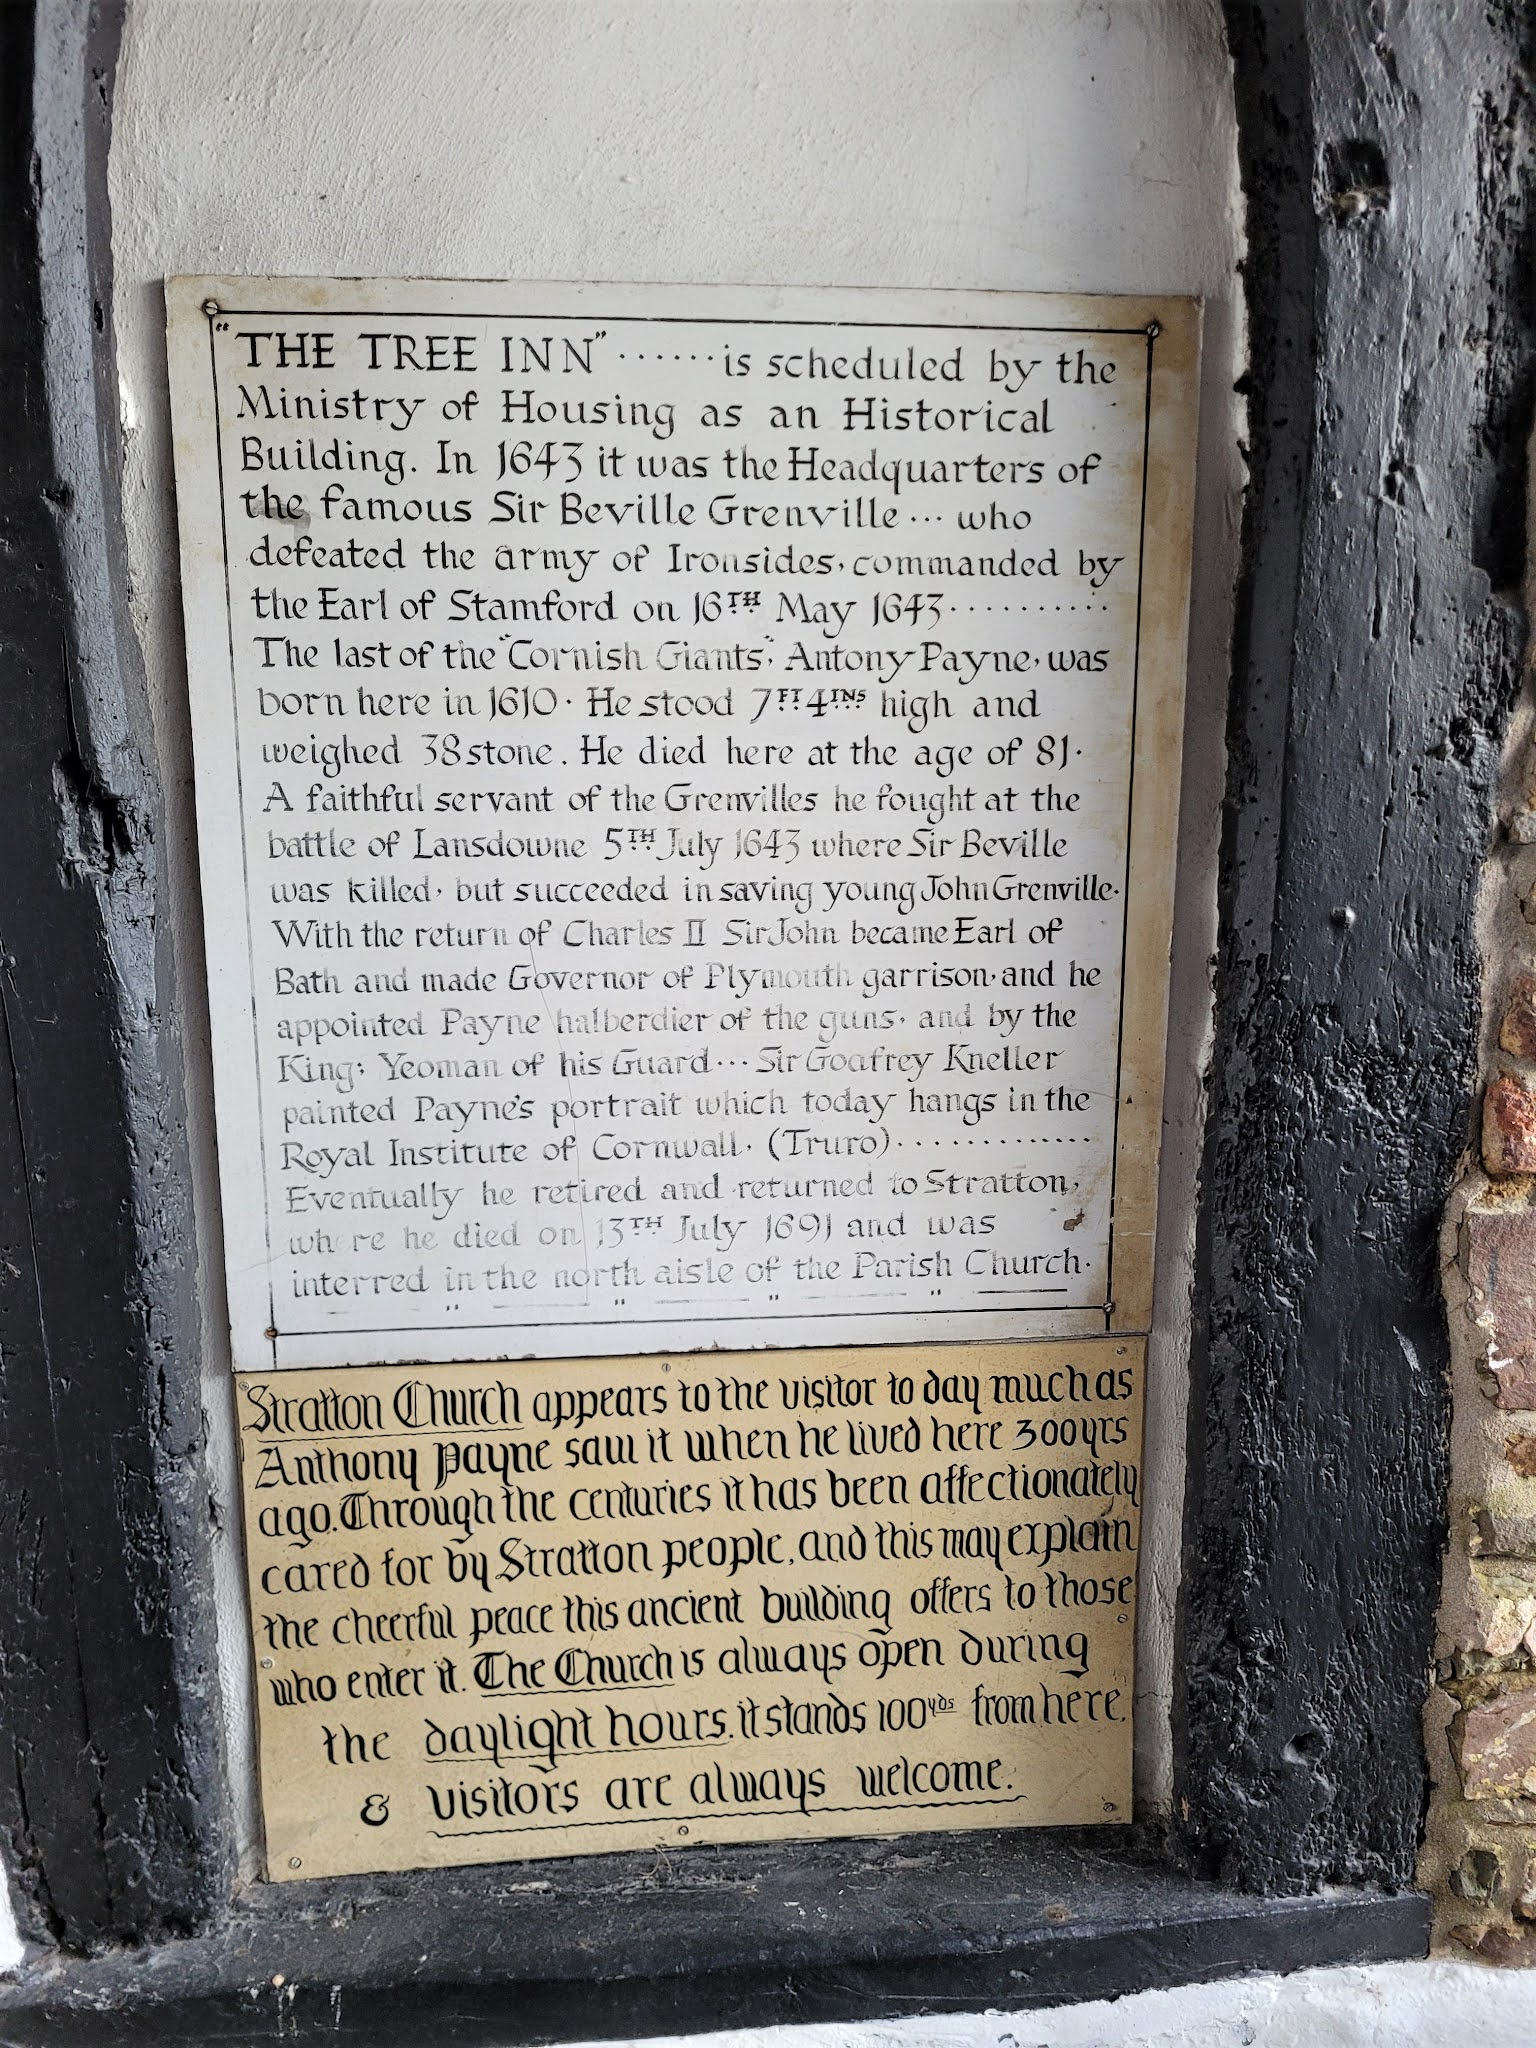 "THE TREE INN" ······ is scheduled by the
Ministry of Housing as an Historical
Building. In 1643 it was the Headquarters of
the famous Sir Beville Grenville ··· who
defeated the army of Ironsides, commanded by
the Earl of Stamford on 16TH May 1643 ··········
The last of the "Cornish Giants", Antony Payne, was
born here in 1610. He stood 7FT 4INS high and
weighed 38 stone. He died here at the age of 81.
A faithful servant of the Grenvilles he fought at the
battle of Lansdowne 5TH July 1643 where Sir Beville
was killed, but succeeded in saving young John Grenville.
With the return of Charles II Sir John became Earl of
Bath and made Governor of Plymouth garrison, and he
appointed Payne halberdier of the guns, and by the
King: Yeoman of his Guard ··· Sir Goafrey Kneller
painted Payne's portrait which today hangs in the
Royal Institute of Cornwall, (Truro) ·············
Eventually he retired and returned to Stratton,
where he died on 13TH July 1691 and was
interred in the north aisle of the Parish Church.
Stratton Church appears to the visitor to day much as
Anthony Payne saw it when he lived here 300yrs
ago. Through the centuries it has been affectionately
cared for by Stratton people, and this may explain
the cheerful peace this ancient building offers to those
who enter it. The Church is always open during
the daylight hours. it stands 100yds from here.
& visitors are always welcome.